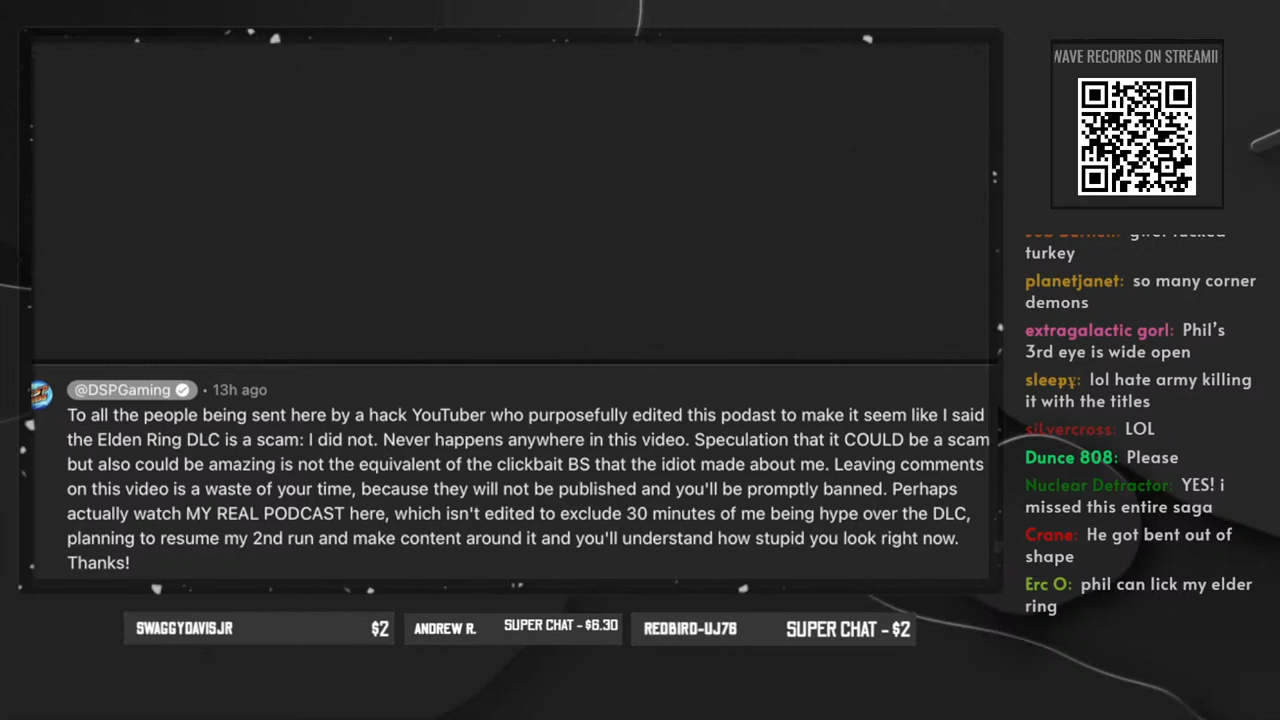 WAVE RECORDS ON STREAMI
@DSPGaming • 13h ago
To all the people being sent here by a hack YouTuber who purposefully edited this podast to make it seem like I said
the Elden Ring DLC is a scam: I did not. Never happens anywhere in this video. Speculation that it COULD be a scam
but also could be amazing is not the equivalent of the clickbait BS that the idiot made about me. Leaving comments
on this video is a waste of your time, because they will not be published and you'll be promptly banned. Perhaps
actually watch MY REAL PODCAST here, which isn't edited to exclude 30 minutes of me being hype over the DLC,
planning to resume my 2nd run and make content around it and you'll understand how stupid you look right now.
Thanks!
turkey
planetjanet: so many corner
demons
extragalactic gorl: Phil's
3rd eye is wide open
sleepy: lol hate army killing
it with the titles
silvercross: LOL
Dunce 808: Please
Nuclear Detractor: YES! i
missed this entire saga
Crane: He got bent out of
shape
Erc O: phil can lick my elder
ring
SWAGGYDAVISJR $2
ANDREW R. SUPER CHAT - $6.30
REDBIRD-UJ76 SUPER CHAT - $2